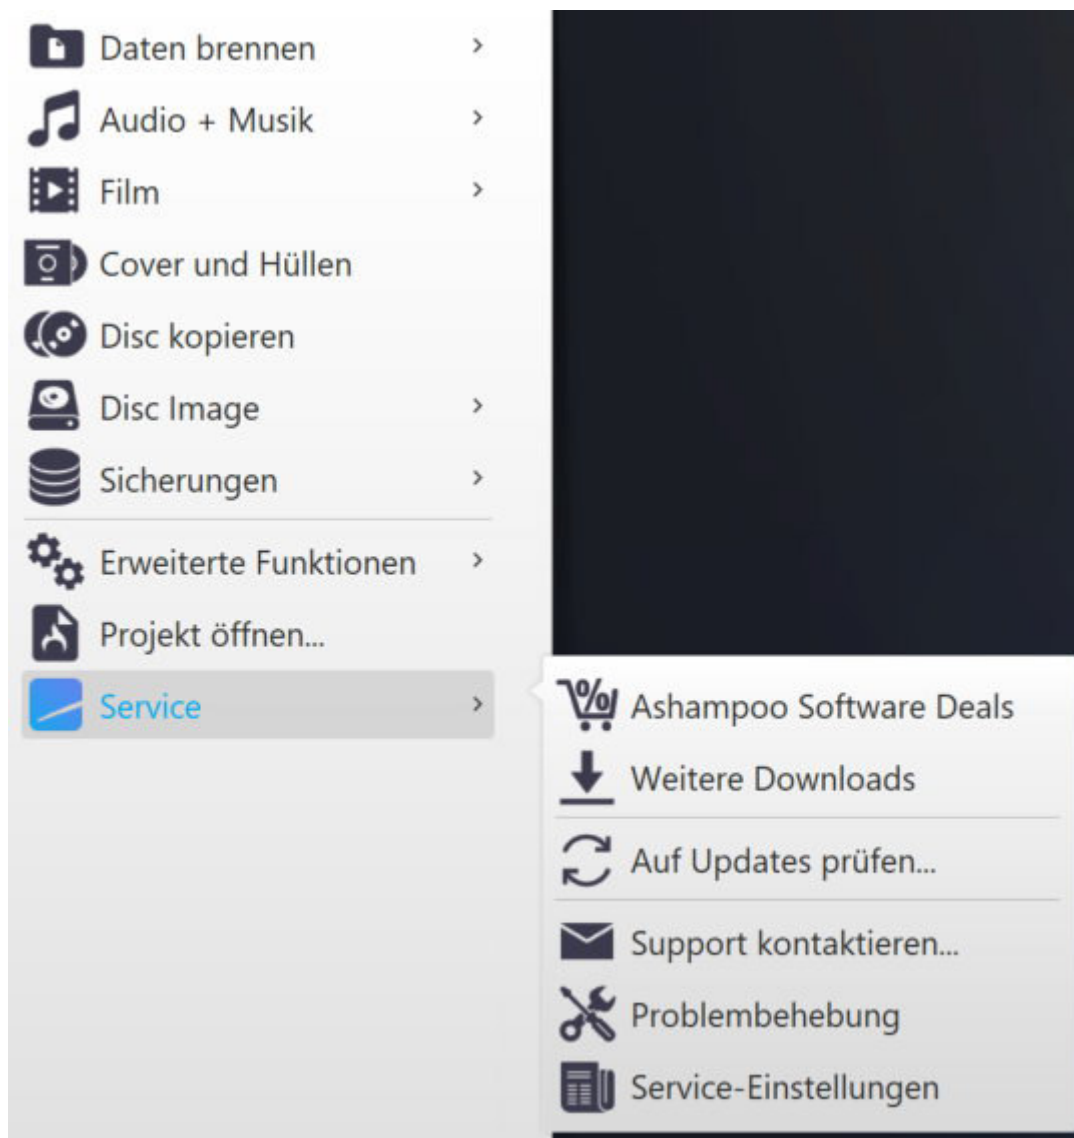 Daten brennen
Audio + Musik
Film
Cover und Hüllen
Disc kopieren
Disc Image
Sicherungen
Erweiterte Funktionen
Projekt öffnen...
Service
Ashampoo Software Deals
Weitere Downloads
Auf Updates prüfen...
Support kontaktieren...
Problembehebung
Service-Einstellungen